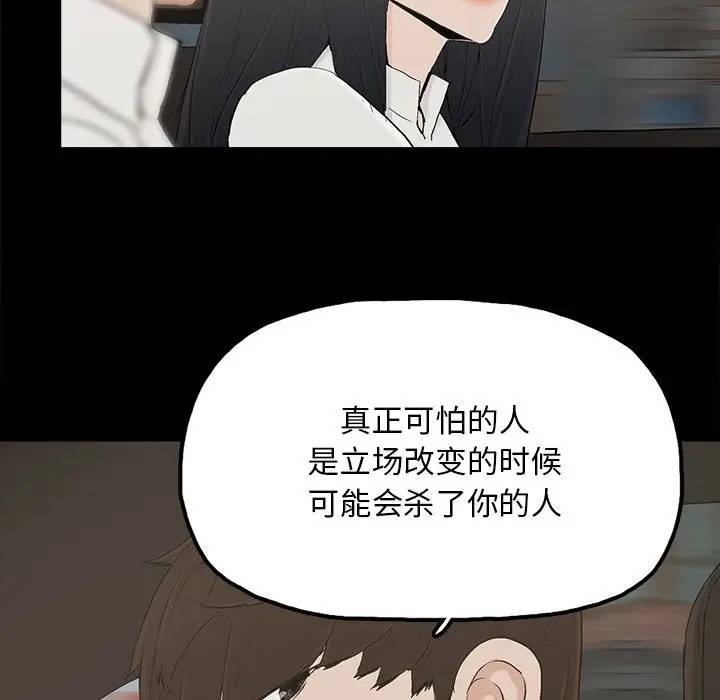 真正可怕的人
是立场改变的时候
可能会杀了你的人